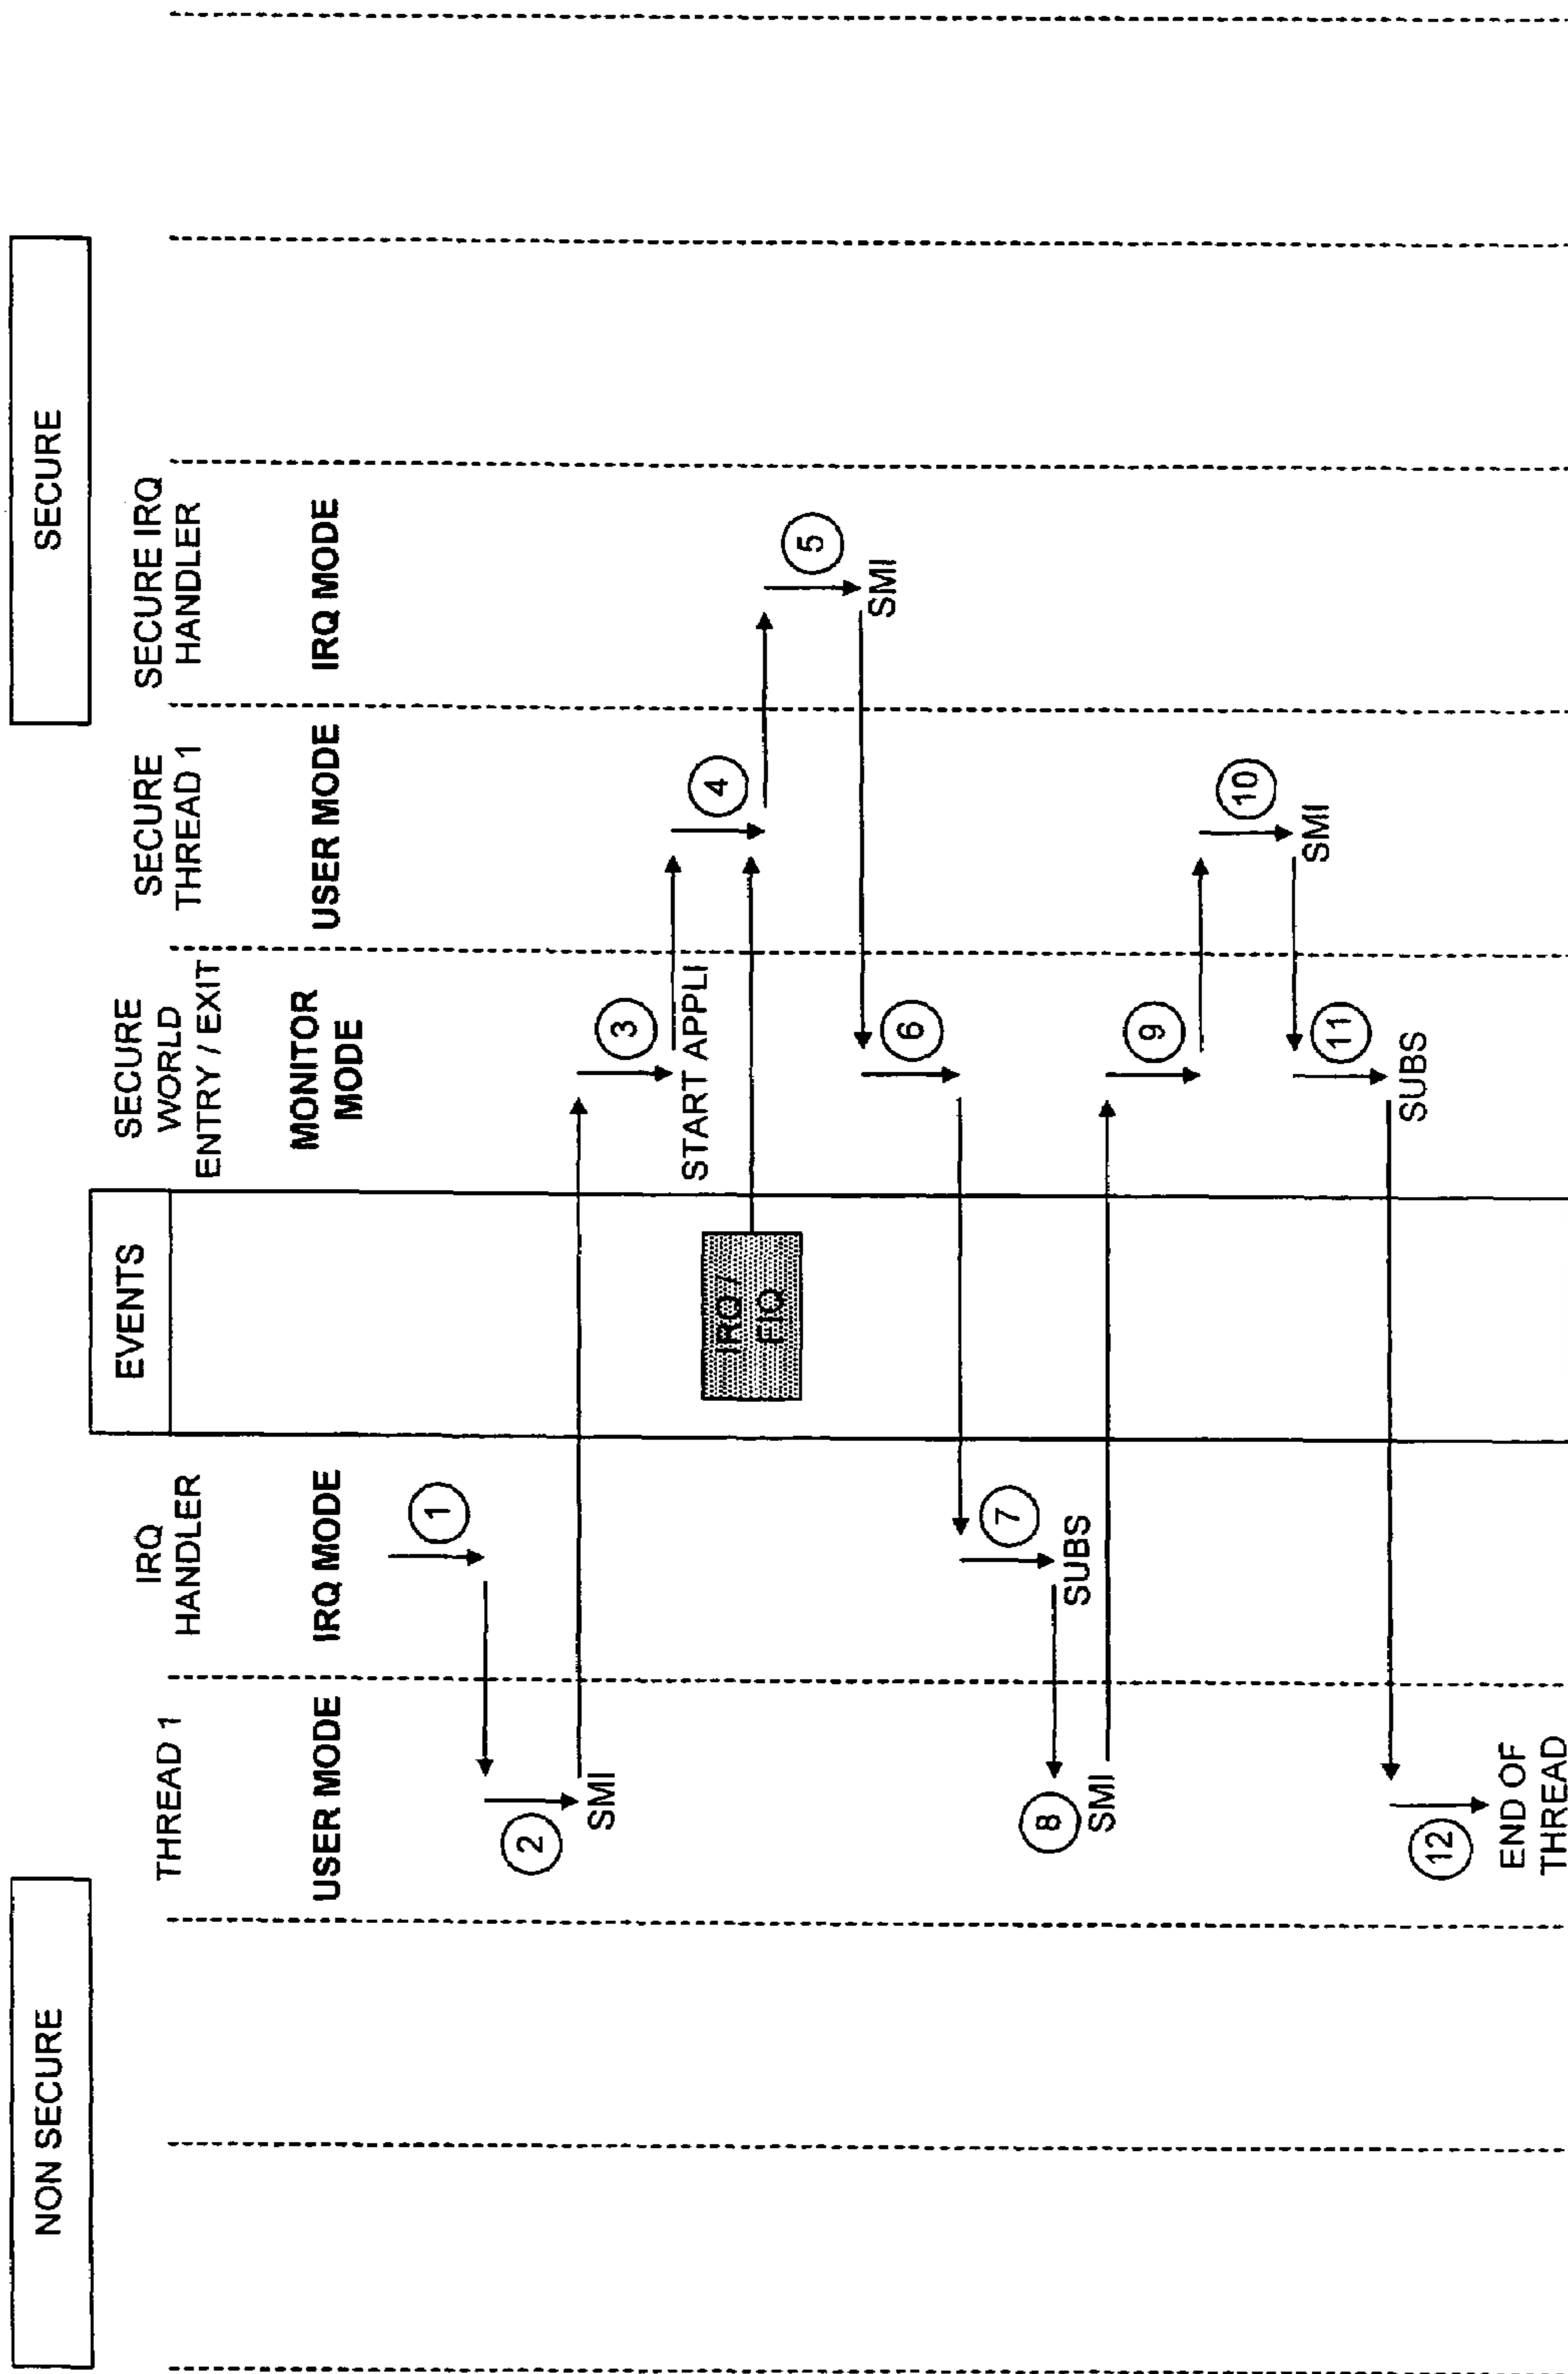 NON SECURE
SECURE
EVENTS
THREAD 1
IRQ
HANDLER
SECURE
WORLD
ENTRY / EXIT
SECURE
THREAD 1
SECURE IRQ
HANDLER
USER MODE
IRQ MODE
MONITOR
MODE
USER MODE
IRQ MODE
1
2
SMI
3
START APPLI
4
IRQ /
FIQ
5
SMI
6
7
SUBS
8
SMI
9
10
SMI
11
SUBS
12
END OF
THREAD